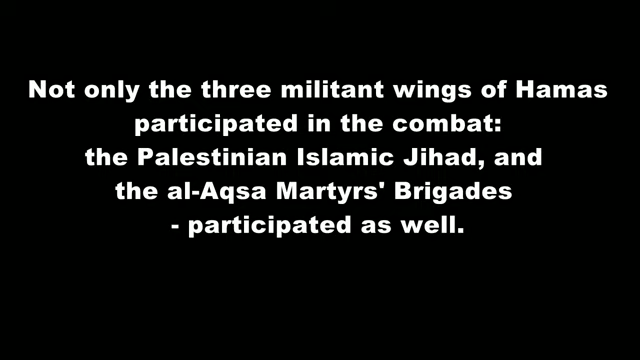 Not only the three militant wings of Hamas
participated in the combat:
the Palestinian Islamic Jihad, and
the al-Aqsa Martyrs' Brigades
- participated as well.